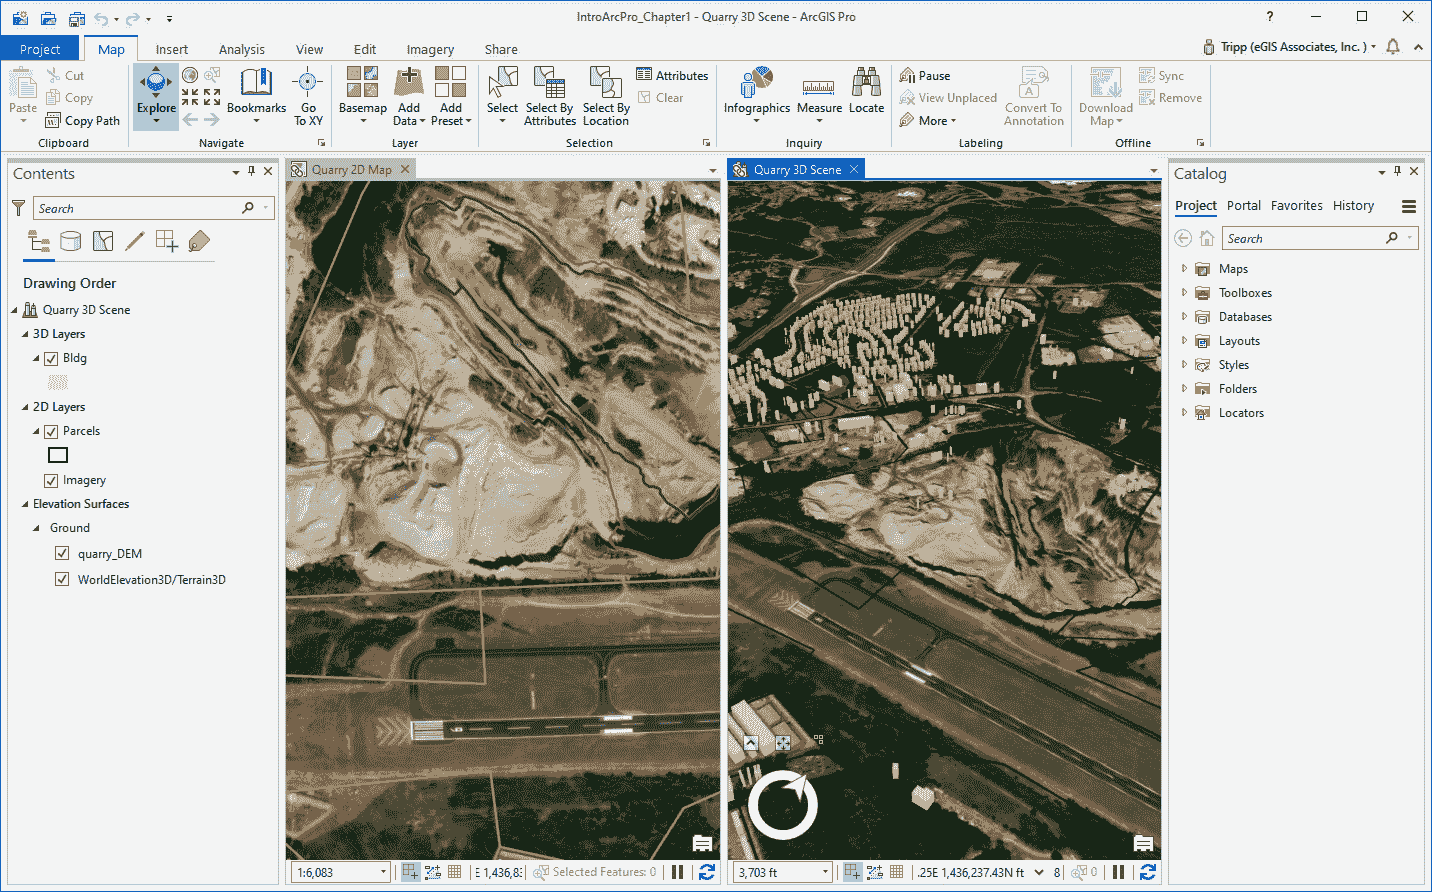 IntroArcPro_Chapter1 - Quarry 3D Scene - ArcGIS Pro
?
Project Map Insert Analysis View Edit Imagery Share
Tripp (eGIS Associates, Inc. )
Paste
Cut
Copy
Copy Path
Clipboard
Explore
Bookmarks
Go
To XY
Navigate
Basemap
Add
Data
Add
Preset
Layer
Select
Select By
Attributes
Select By
Location
Attributes
Clear
Selection
Infographics
Measure
Locate
Inquiry
Pause
View Unplaced
More
Convert To
Annotation
Labeling
Download
Map
Sync
Remove
Offline
Contents
Search
Drawing Order
Quarry 3D Scene
3D Layers
Bldg
2D Layers
Parcels
Imagery
Elevation Surfaces
Ground
quarry_DEM
WorldElevation3D/Terrain3D
Quarry 2D Map
1:6,083
E 1,436,83
Selected Features: 0
Quarry 3D Scene
3,703 ft
.25E 1,436,237.43N ft
8
0
Catalog
Project Portal Favorites History
Search
Maps
Toolboxes
Databases
Layouts
Styles
Folders
Locators